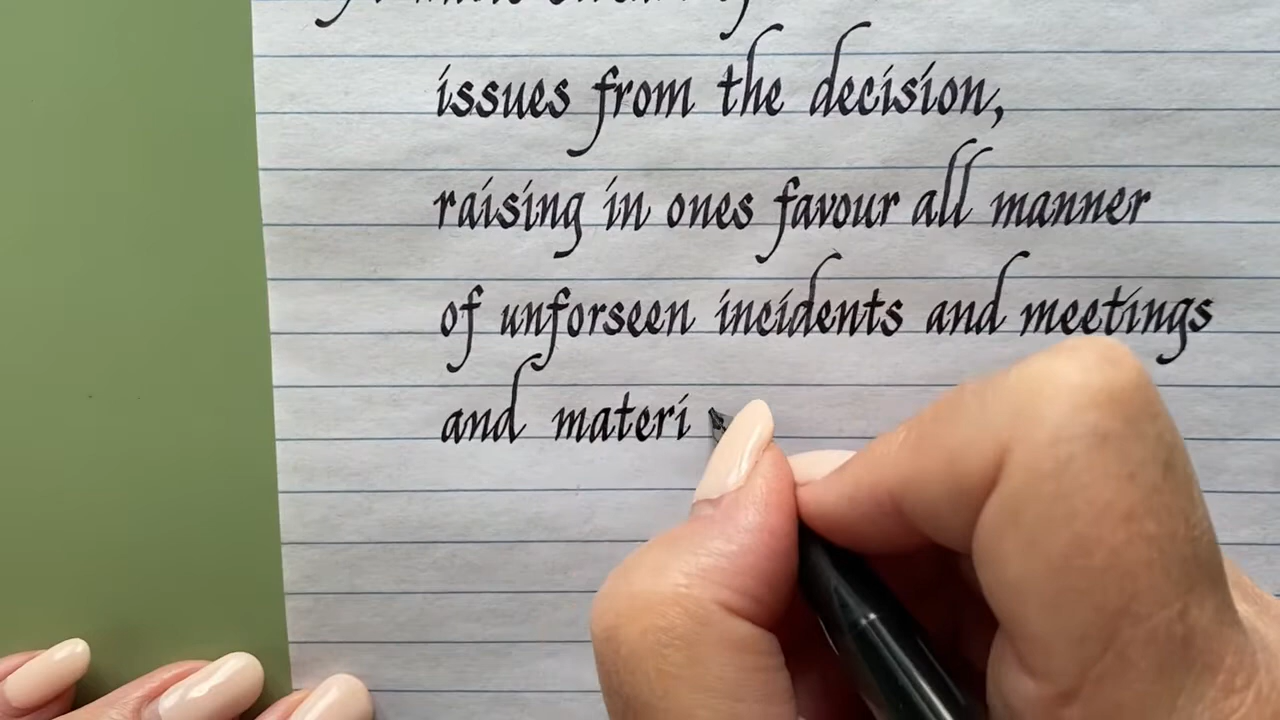 issues from the decision,
raising in ones favour all manner
of unforseen incidents and meetings
and materi